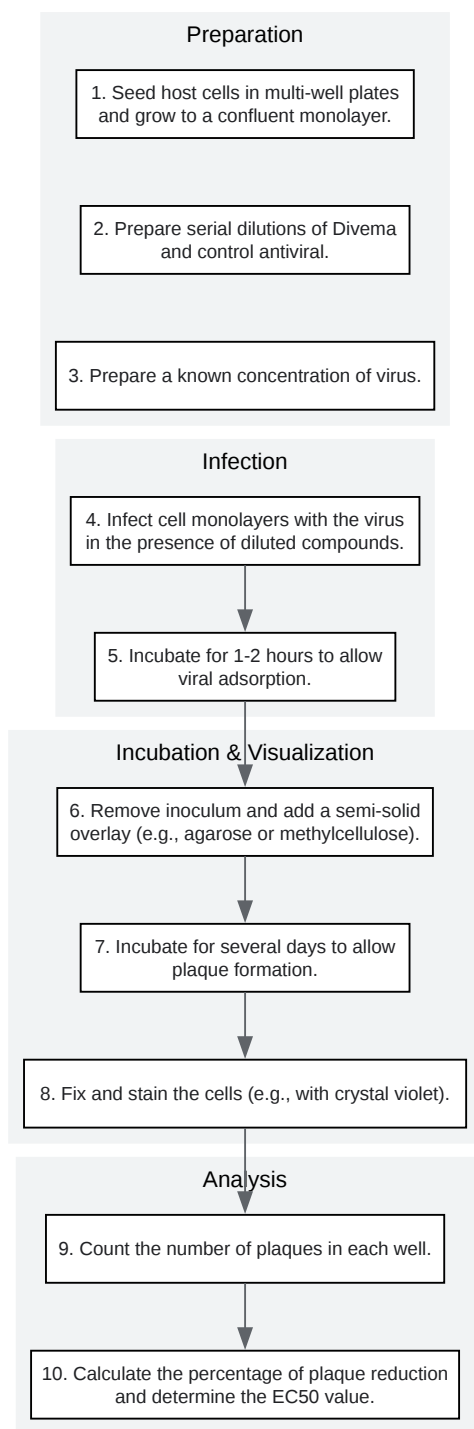 Preparation
1. Seed host cells in multi-well plates
and grow to a confluent monolayer.
2. Prepare serial dilutions of Divema
and control antiviral.
3. Prepare a known concentration of virus.
Infection
4. Infect cell monolayers with the virus
in the presence of diluted compounds.
5. Incubate for 1-2 hours to allow
viral adsorption.
Incubation & Visualization
6. Remove inoculum and add a semi-solid
overlay (e.g., agarose or methylcellulose).
7. Incubate for several days to allow
plaque formation.
8. Fix and stain the cells (e.g., with crystal violet).
Analysis
9. Count the number of plaques in each well.
10. Calculate the percentage of plaque reduction
and determine the EC50 value.